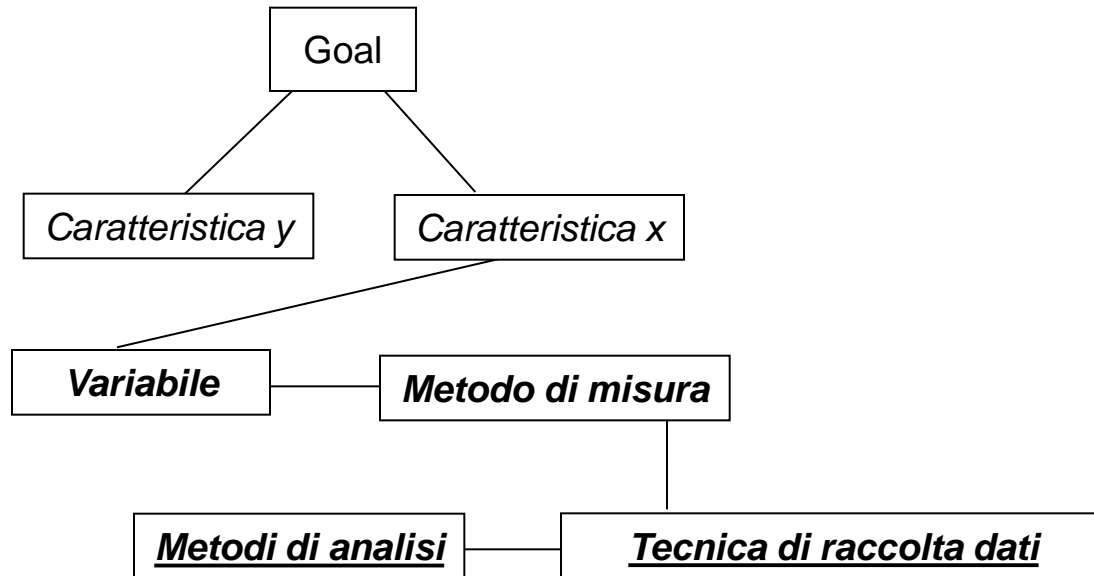 Goal
Caratteristica y
Caratteristica x
Variabile
Metodo di misura
Metodi di analisi
Tecnica di raccolta dati